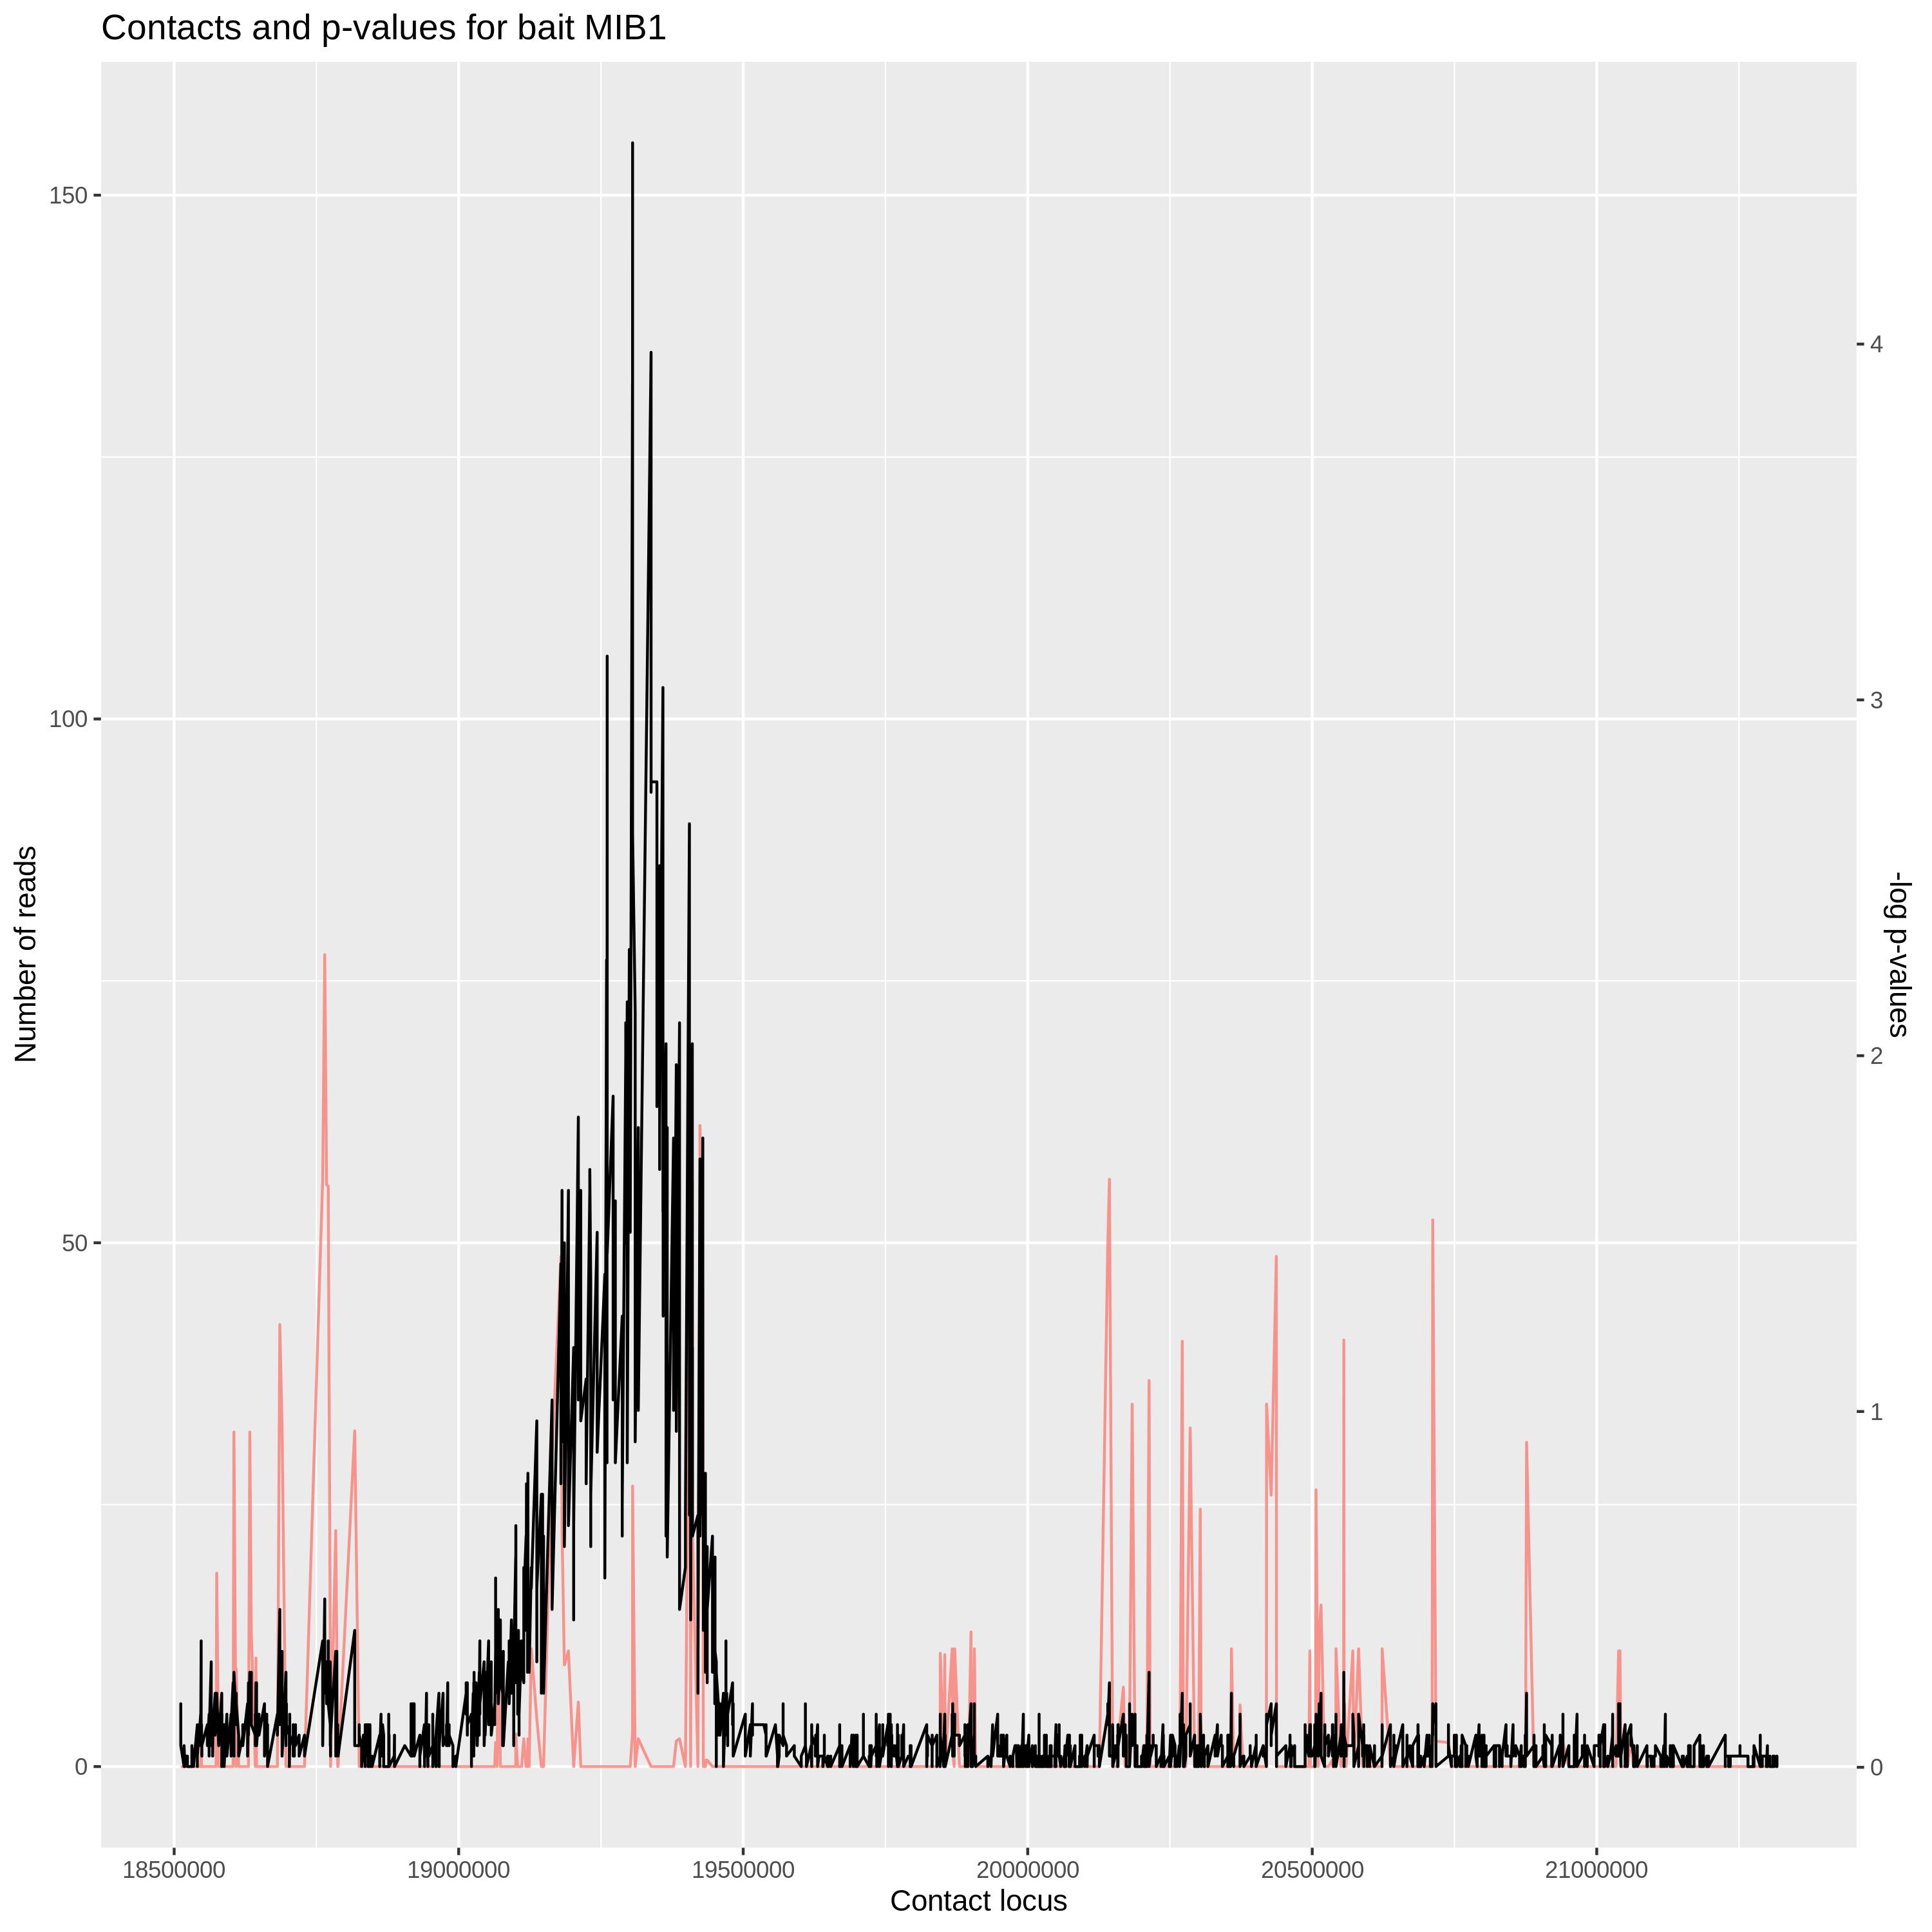 Contacts and p-values for bait MIB1
150
100
50
0
Number of reads
4
3
2
1
0
-log p-values
18500000 19000000 19500000 20000000 20500000 21000000
Contact locus